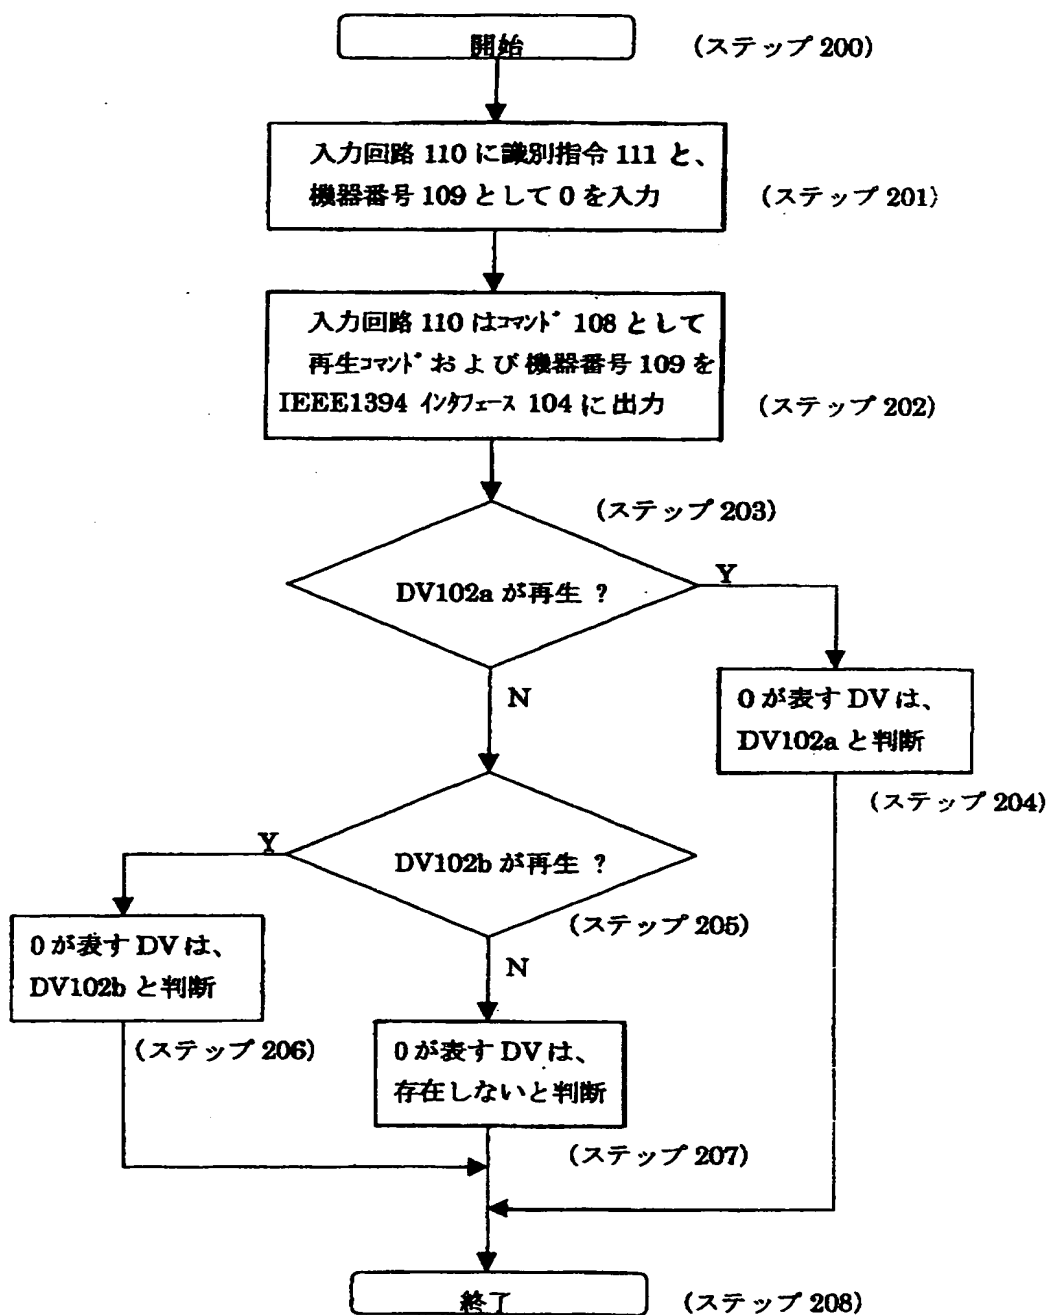 開始
(ステップ 200)
入力回路 110 に識別指令 111 と、
機器番号 109 として 0 を入力
(ステップ 201)
入力回路 110 はｺﾏﾝﾄﾞ 108 として
再生ｺﾏﾝﾄﾞおよび機器番号 109 を
IEEE1394 ｲﾝﾀﾌｪｰｽ 104 に出力
(ステップ 202)
(ステップ 203)
DV102a が再生 ?
Y
N
0 が表す DV は、
DV102a と判断
(ステップ 204)
DV102b が再生 ?
Y
(ステップ 205)
N
0 が表す DV は、
DV102b と判断
(ステップ 206)
0 が表す DV は、
存在しないと判断
(ステップ 207)
終了
(ステップ 208)